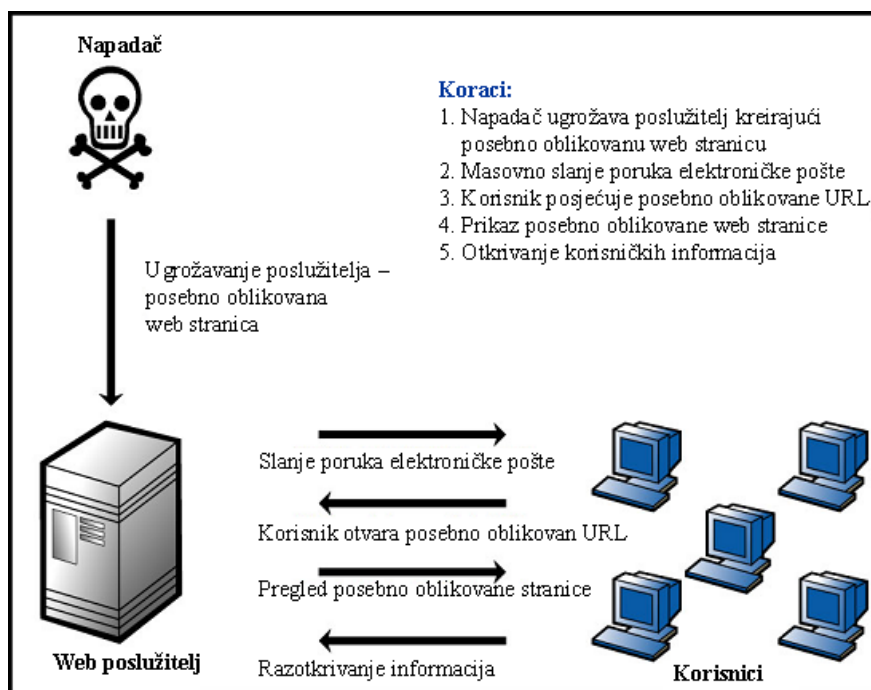 Napadač
Koraci:
1. Napadač ugrožava poslužitelj kreirajući
posebno oblikovanu web stranicu
2. Masovno slanje poruka elektroničke pošte
3. Korisnik posjećuje posebno oblikovane URL
4. Prikaz posebno oblikovane web stranice
5. Otkrivanje korisničkih informacija
Ugrožavanje poslužitelja –
posebno oblikovana
web stranica
Slanje poruka elektroničke pošte
Korisnik otvara posebno oblikovan URL
Pregled posebno oblikovane stranice
Razotkrivanje informacija
Web poslužitelj
Korisnici